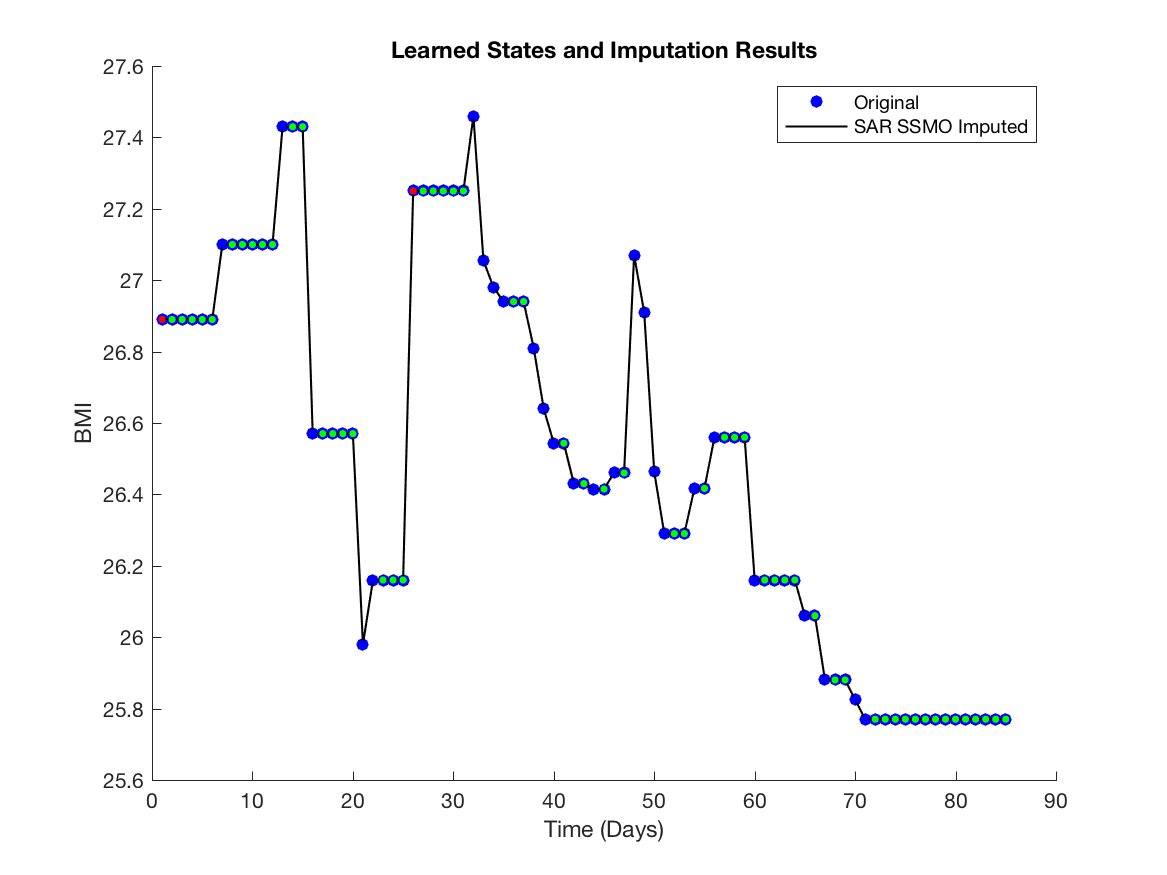 Learned States and Imputation Results
27.6
27.4
27.2
27
26.8
26.6
26.4
26.2
26
25.8
25.6
BMI
Original
SAR SSMO Imputed
0 10 20 30 40 50 60 70 80 90
Time (Days)